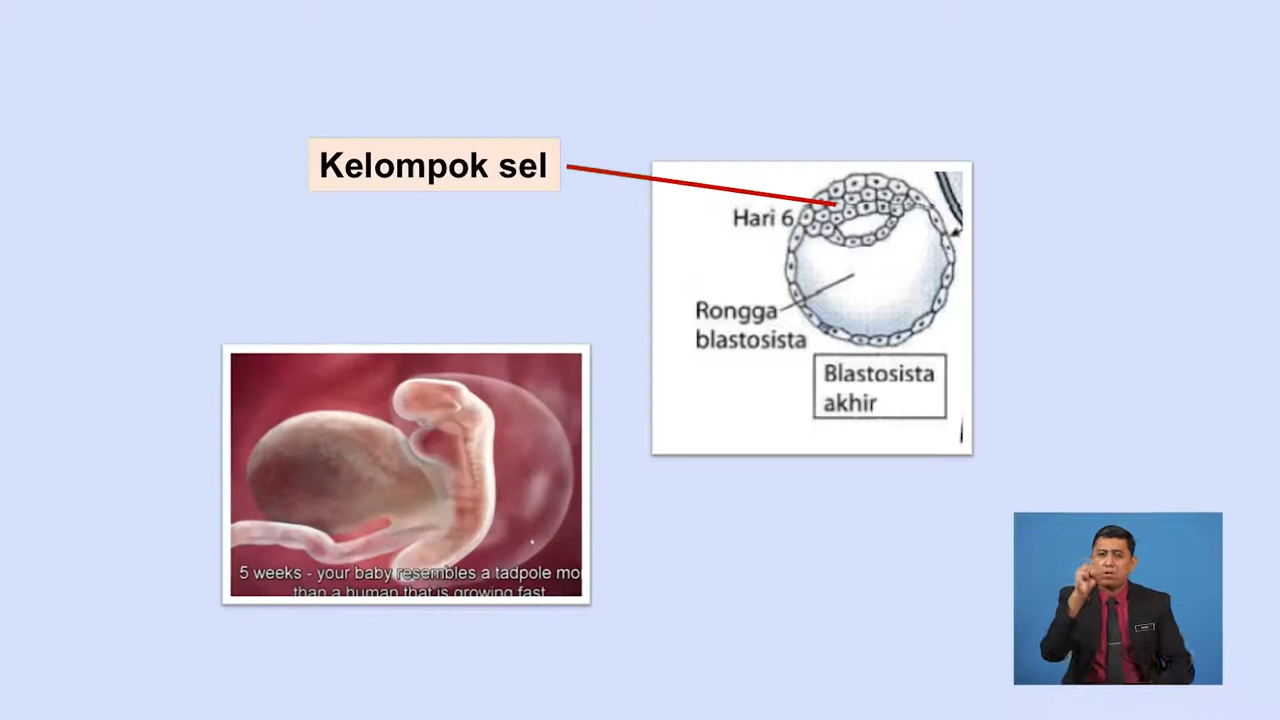 Kelompok sel
Hari 6
Rongga
blastosista
Blastosista
akhir
5 weeks - your baby resembles a tadpole mo
than a human that is growing fast